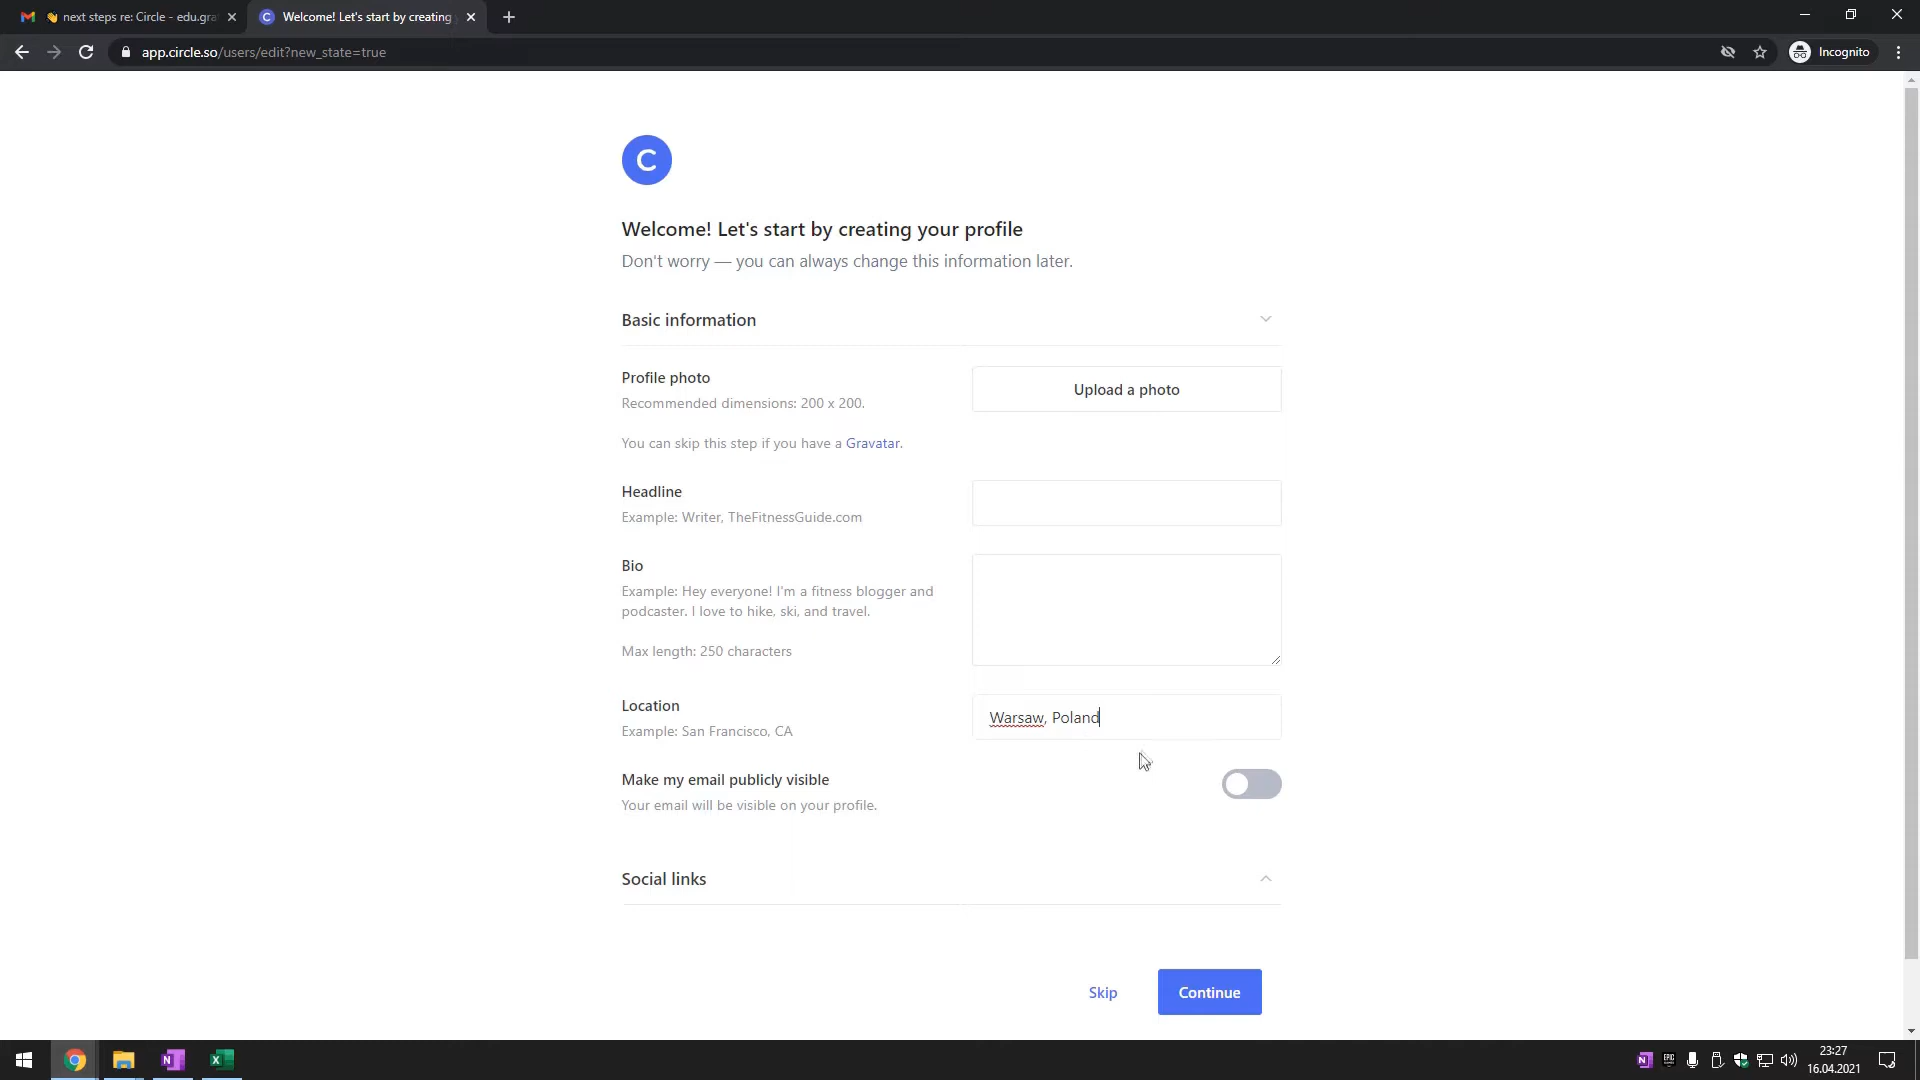 👋 next steps re: Circle - edu.gra
Welcome! Let's start by creating
app.circle.so/users/edit?new_state=true
Incognito
C
Welcome! Let's start by creating your profile
Don't worry — you can always change this information later.
Basic information
Profile photo
Recommended dimensions: 200 x 200.
Upload a photo
You can skip this step if you have a Gravatar.
Headline
Example: Writer, TheFitnessGuide.com
Bio
Example: Hey everyone! I'm a fitness blogger and
podcaster. I love to hike, ski, and travel.
Max length: 250 characters
Location
Example: San Francisco, CA
Warsaw, Poland
Make my email publicly visible
Your email will be visible on your profile.
Social links
Skip
Continue
23:27
16.04.2021